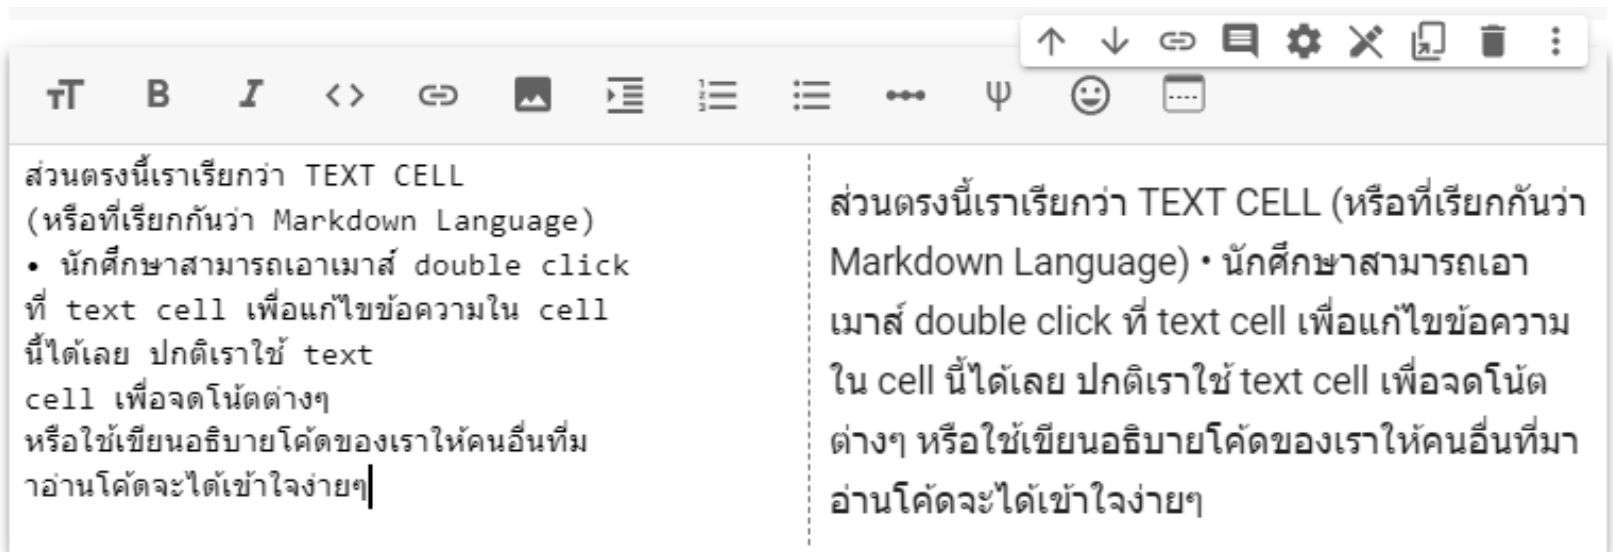 ส่วนตรงนี้เราเรียกว่า TEXT CELL
(หรือที่เรียกกันว่า Markdown Language)
• นักศึกษาสามารถเอาเมาส์ double click
ที่ text cell เพื่อแก้ไขข้อความใน cell
นี้ได้เลย ปกติเราใช้ text
cell เพื่อจดโน้ตต่างๆ
หรือใช้เขียนอธิบายโค้ดของเราให้คนอื่นที่ม
าอ่านโค้ดจะได้เข้าใจง่ายๆ
ส่วนตรงนี้เราเรียกว่า TEXT CELL (หรือที่เรียกกันว่า
Markdown Language) • นักศึกษาสามารถเอา
เมาส์ double click ที่ text cell เพื่อแก้ไขข้อความ
ใน cell นี้ได้เลย ปกติเราใช้ text cell เพื่อจดโน้ต
ต่างๆ หรือใช้เขียนอธิบายโค้ดของเราให้คนอื่นที่มา
อ่านโค้ดจะได้เข้าใจง่ายๆ